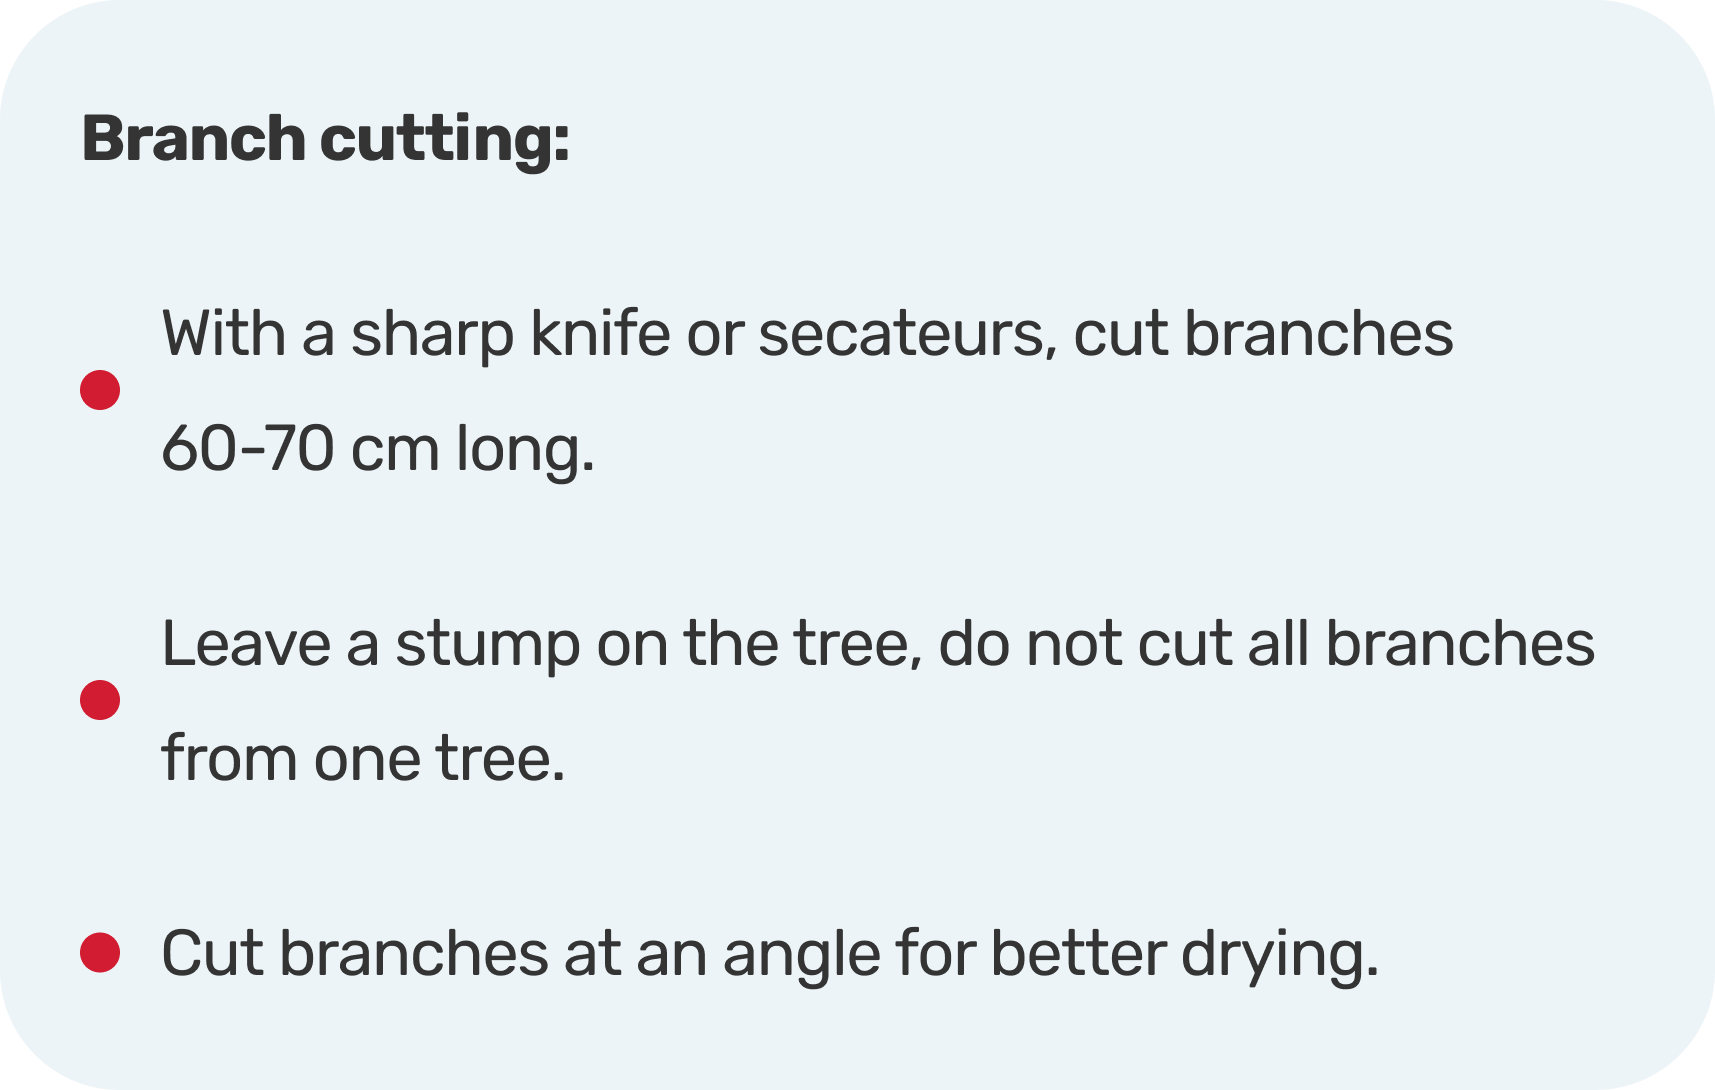 Branch cutting:
With a sharp knife or secateurs, cut branches
60-70 cm long.
Leave a stump on the tree, do not cut all branches
from one tree.
Cut branches at an angle for better drying.